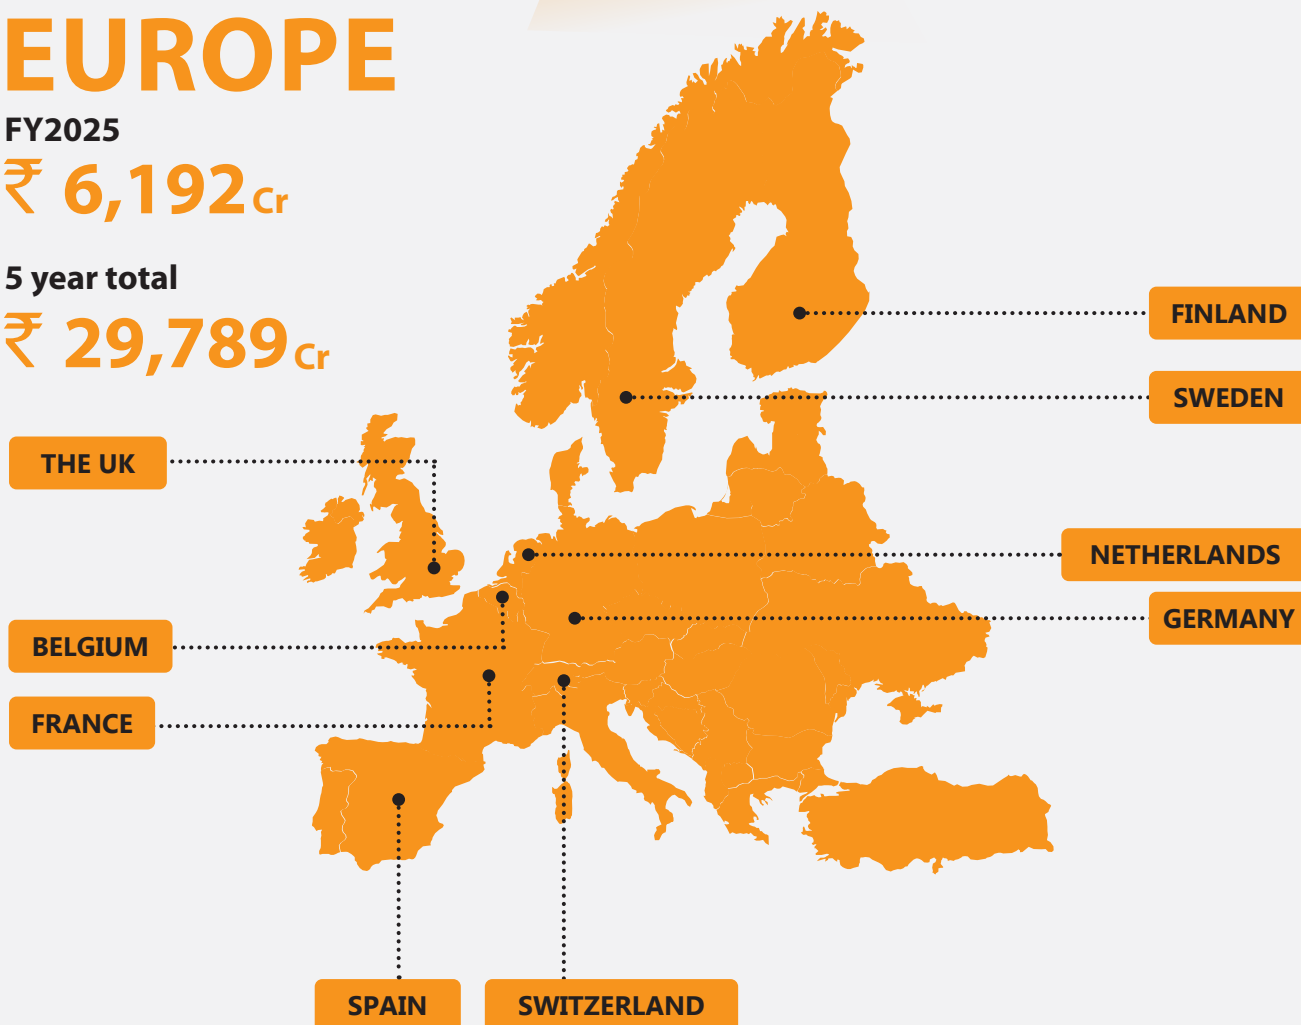 EUROPE
FY2025
₹ 6,192 Cr
5 year total
₹ 29,789 Cr
FINLAND
SWEDEN
THE UK
NETHERLANDS
GERMANY
BELGIUM
FRANCE
SPAIN
SWITZERLAND